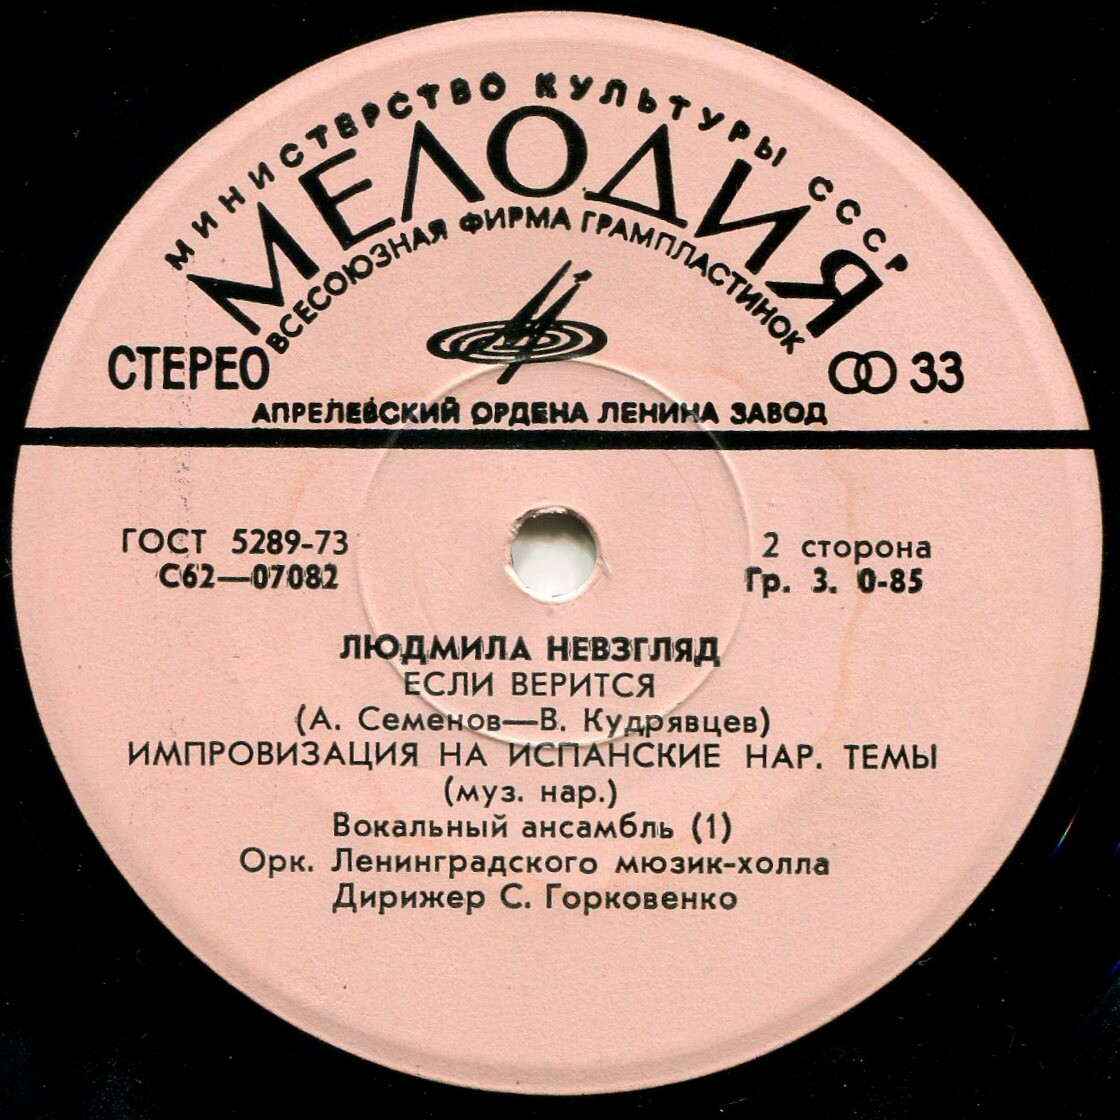 МИНИСТЕРСТВО КУЛЬТУРЫ СССР
МЕЛОДИЯ
ВСЕСОЮЗНАЯ ФИРМА ГРАМПЛАСТИНОК
СТЕРЕО 33
АПРЕЛЕВСКИЙ ОРДЕНА ЛЕНИНА ЗАВОД
ГОСТ 5289-73 2 сторона
С62—07082 Гр. 3. 0-85
ЛЮДМИЛА НЕВЗГЛЯД
ЕСЛИ ВЕРИТСЯ
(А. Семенов—В. Кудрявцев)
ИМПРОВИЗАЦИЯ НА ИСПАНСКИЕ НАР. ТЕМЫ
(муз. нар.)
Вокальный ансамбль (1)
Орк. Ленинградского мюзик-холла
Дирижер С. Горковенко